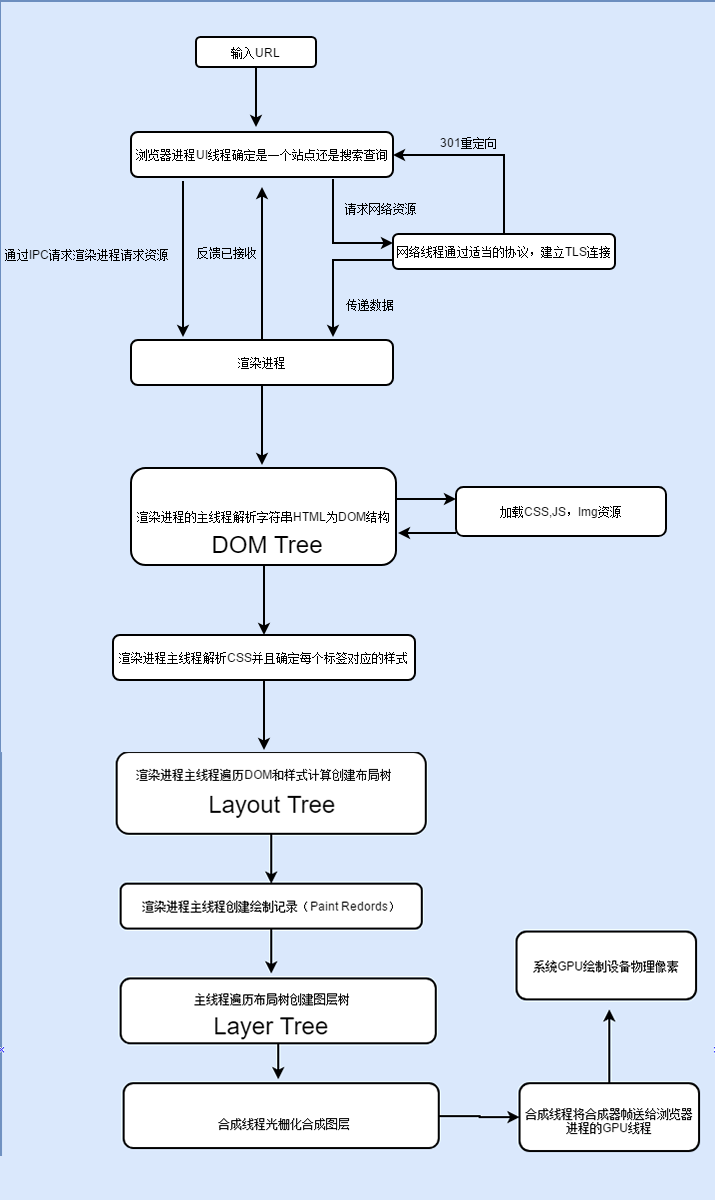 输入URL
浏览器进程UI线程确定是一个站点还是搜索查询
301重定向
请求网络资源
网络线程通过适当的协议，建立TLS连接
通过IPC请求渲染进程请求资源
反馈已接收
传递数据
渲染进程
渲染进程的主线程解析字符串HTML为DOM结构
DOM Tree
加载CSS,JS，Img资源
渲染进程主线程解析CSS并且确定每个标签对应的样式
渲染进程主线程遍历DOM和样式计算创建布局树
Layout Tree
渲染进程主线程创建绘制记录（Paint Redords）
主线程遍历布局树创建图层树
Layer Tree
系统GPU绘制设备物理像素
合成线程光栅化合成图层
合成线程将合成器帧送给浏览器
进程的GPU线程